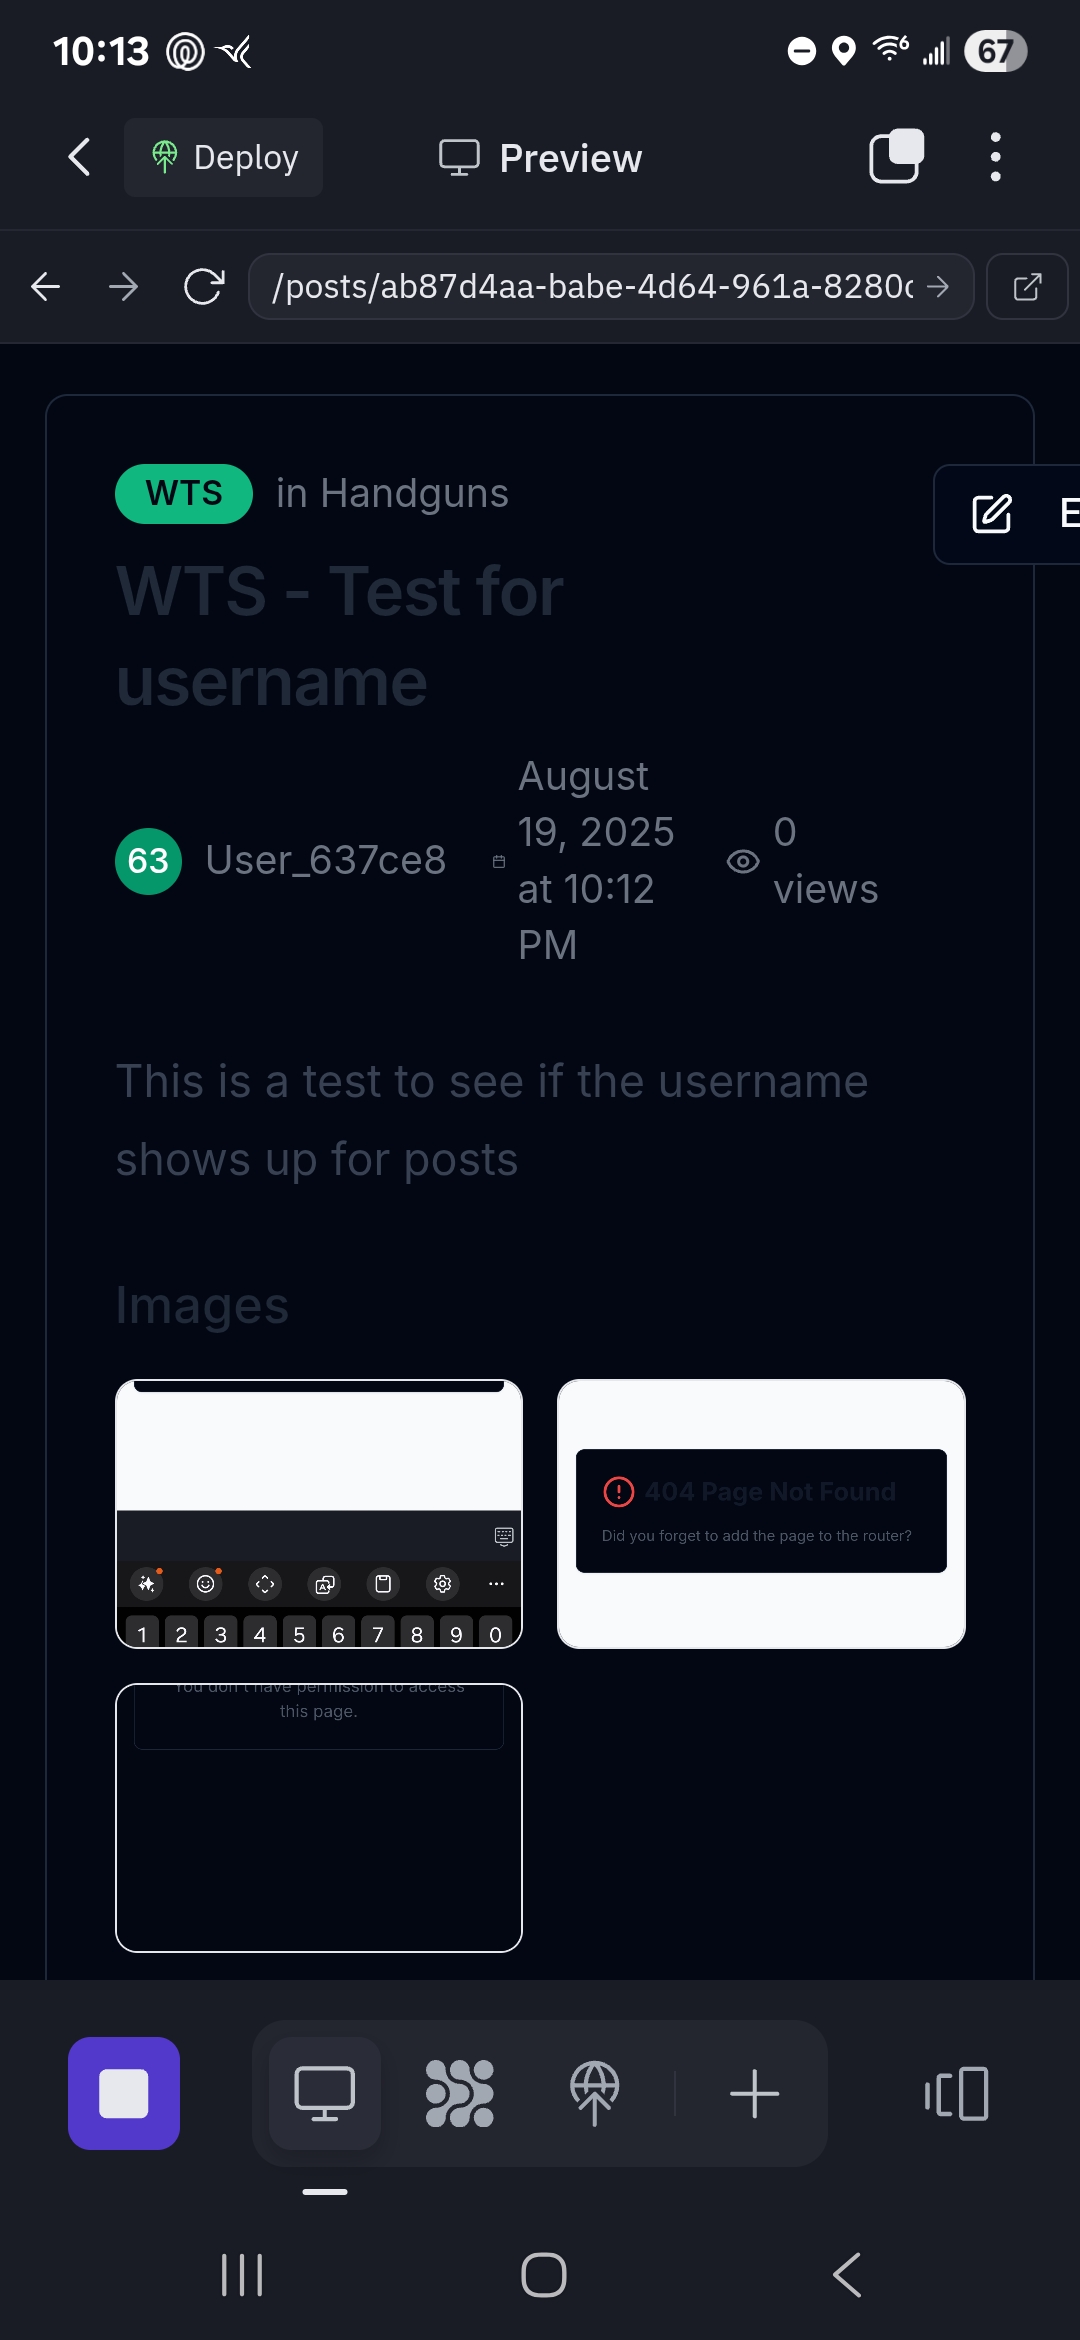 10:13
6
67
Deploy
Preview
/posts/ab87d4aa-babe-4d64-961a-8280
WTS in Handguns
E
WTS - Test for
username
63 User_637ce8
August
19, 2025
at 10:12
PM
0
views
This is a test to see if the username
shows up for posts
Images
404 Page Not Found
Did you forget to add the page to the router?
1 2 3 4 5 6 7 8 9 0
You don't have permission to access
this page.